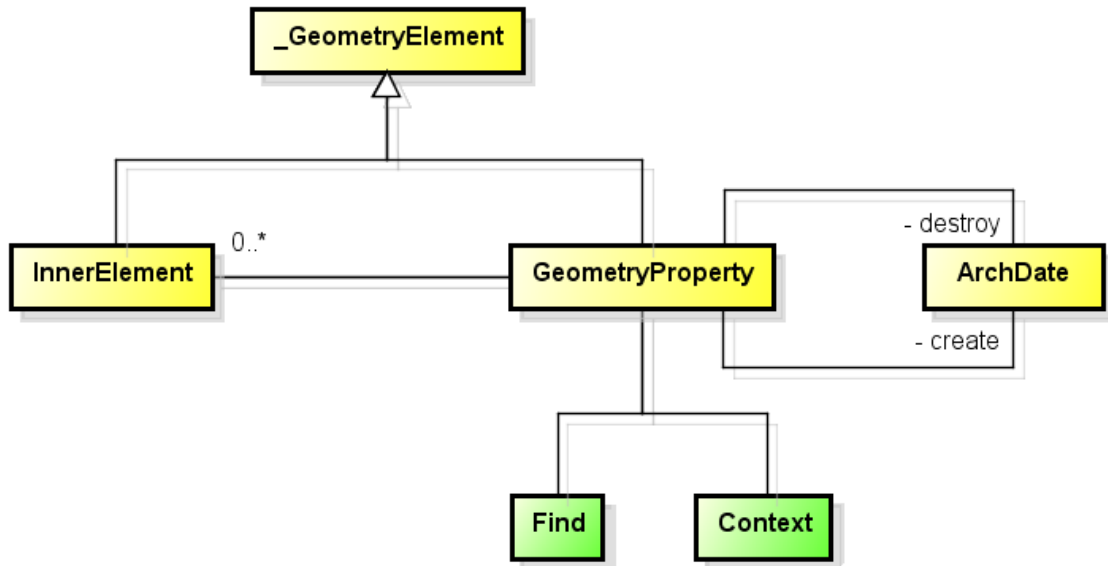 _GeometryElement
0..*
- destroy
InnerElement
GeometryProperty
ArchDate
- create
Find
Context